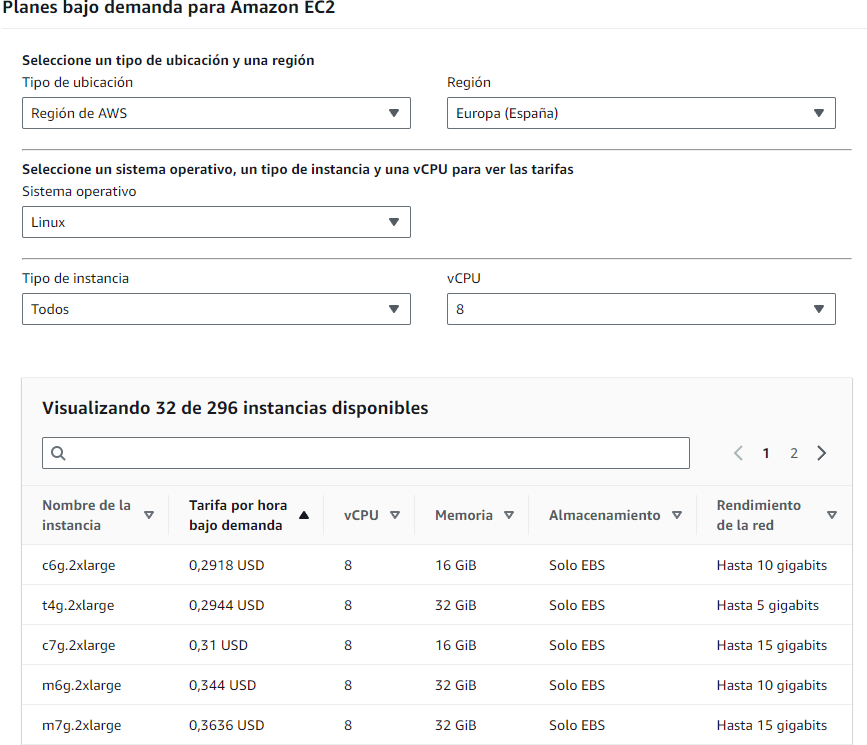 Planes bajo demanda para Amazon EC2
Seleccione un tipo de ubicación y una región
Tipo de ubicación
Región
Región de AWS
Europa (España)
Seleccione un sistema operativo, un tipo de instancia y una vCPU para ver las tarifas
Sistema operativo
Linux
Tipo de instancia
vCPU
Todos
8
Visualizando 32 de 296 instancias disponibles
1 2
Nombre de la instancia Tarifa por hora bajo demanda vCPU Memoria Almacenamiento Rendimiento de la red
c6g.2xlarge 0,2918 USD 8 16 GiB Solo EBS Hasta 10 gigabits
t4g.2xlarge 0,2944 USD 8 32 GiB Solo EBS Hasta 5 gigabits
c7g.2xlarge 0,31 USD 8 16 GiB Solo EBS Hasta 15 gigabits
m6g.2xlarge 0,344 USD 8 32 GiB Solo EBS Hasta 10 gigabits
m7g.2xlarge 0,3636 USD 8 32 GiB Solo EBS Hasta 15 gigabits